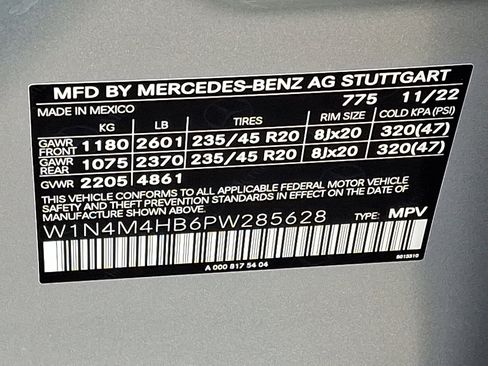 MFD BY MERCEDES-BENZ AG STUTTGART
MADE IN MEXICO 775 11/22
KG LB TIRES RIM SIZE COLD KPA (PSI)
GAWR FRONT 1180 2601 235/45 R20 8Jx20 320(47)
GAWR REAR 1075 2370 235/45 R20 8Jx20 320(47)
GVWR 2205 4861
THIS VEHICLE CONFORMS TO ALL APPLICABLE FEDERAL MOTOR VEHICLE
SAFETY AND THEFT PREVENTION STANDARDS IN EFFECT ON THE DATE OF
MANUFACTURE SHOWN ABOVE.
W1N4M4HB6PW285628 TYPE: MPV
A 000 817 54 04